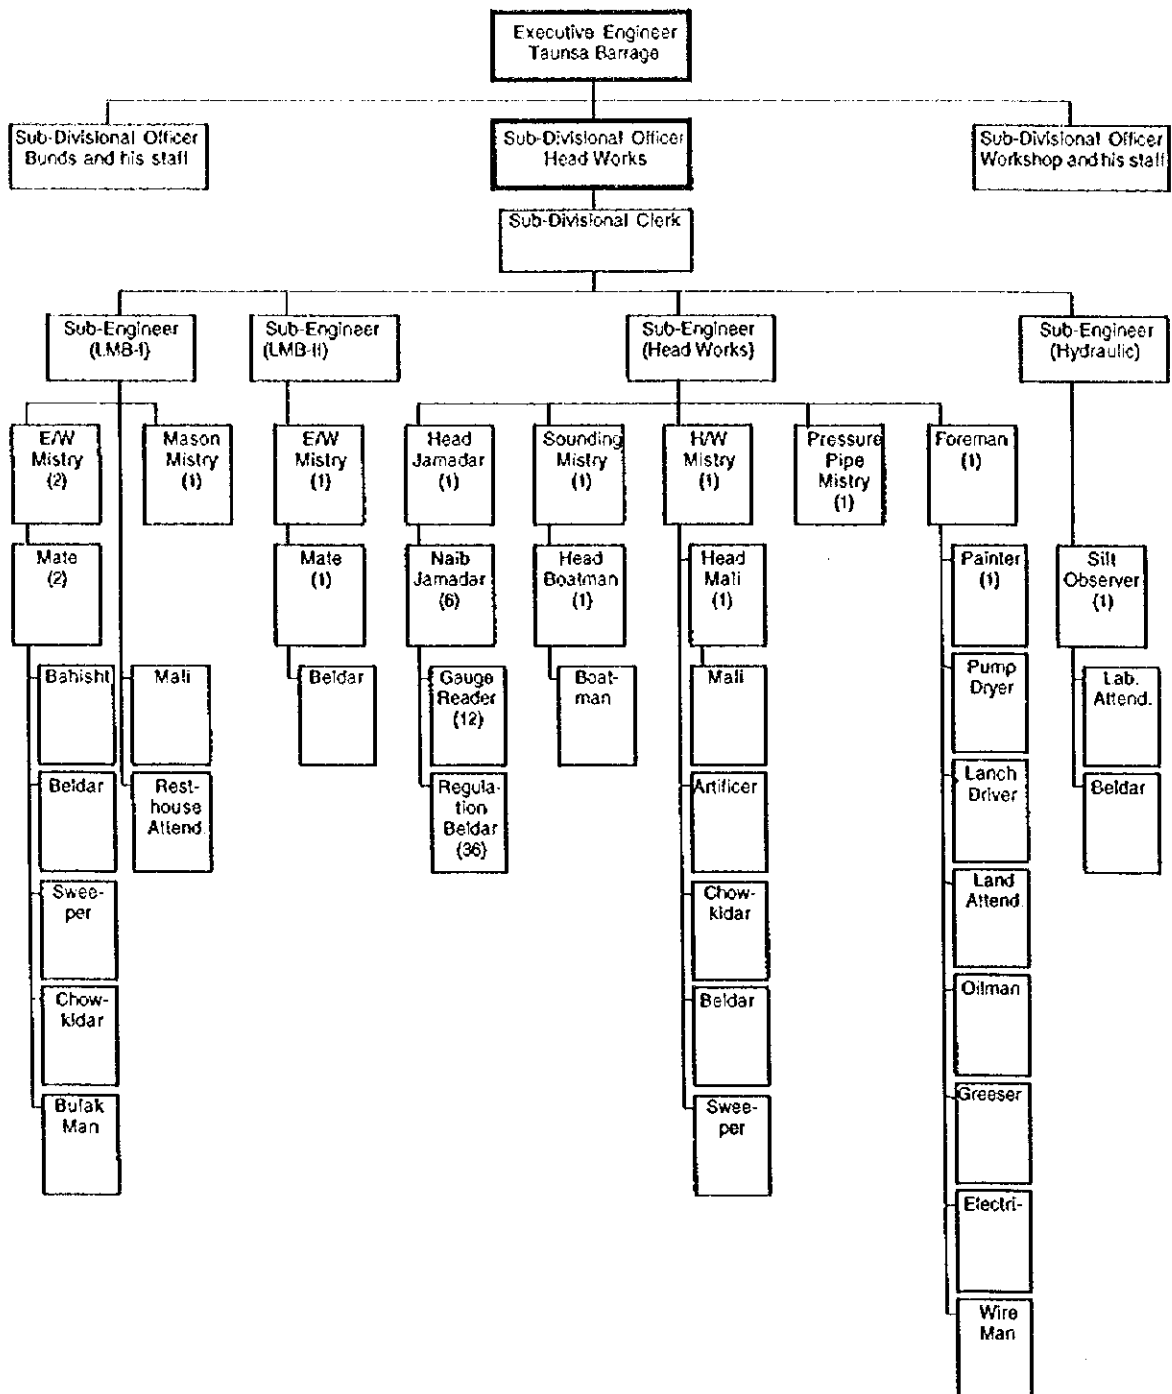 Executive Engineer
Taunsa Barrage
Sub-Divisional Officer
Bunds and his staff
Sub-Divisional Officer
Head Works
Sub-Divisional Officer
Workshop and his staff
Sub-Divisional Clerk
Sub-Engineer
(LMB-I)
Sub-Engineer
(LMB-II)
Sub-Engineer
(Head Works)
Sub-Engineer
(Hydraulic)
E/W
Mistry
(2)
Mason
Mistry
(1)
E/W
Mistry
(1)
Head
Jamadar
(1)
Sounding
Mistry
(1)
H/W
Mistry
(1)
Pressure
Pipe
Mistry
(1)
Foreman
(1)
Mate
(2)
Mate
(1)
Naib
Jamadar
(6)
Head
Boatman
(1)
Head
Mali
(1)
Painter
(1)
Silt
Observer
(1)
Bahisht
Mali
Beldar
Gauge
Reader
(12)
Boat-
man
Mali
Pump
Dryer
Lab.
Attend.
Beldar
Rest-
house
Attend.
Regula-
tion
Beldar
(36)
Artificer
Lanch
Driver
Beldar
Swee-
per
Chow-
kidar
Land
Attend.
Chow-
kidar
Beldar
Oilman
Bulak
Man
Swee-
per
Greeser
Electri-
Wire
Man